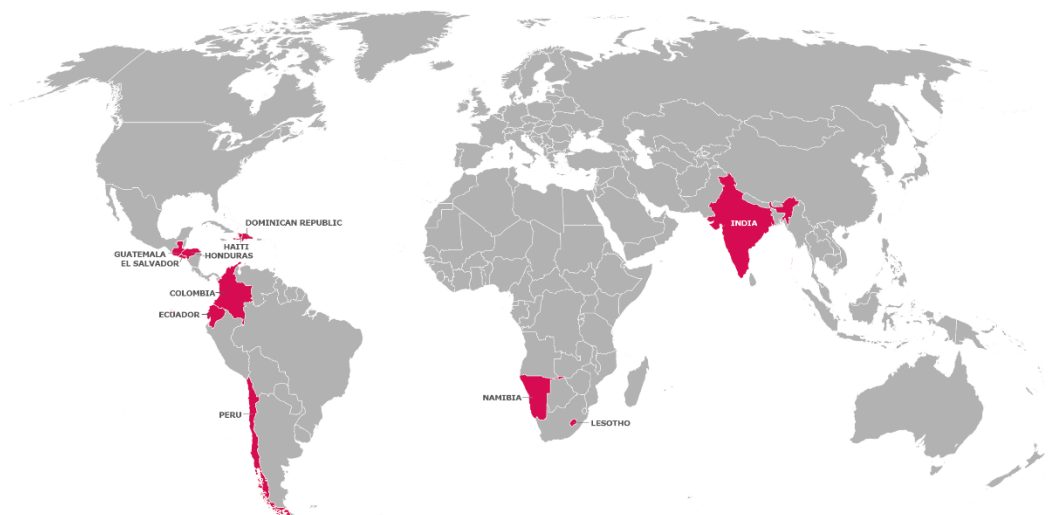 DOMINICAN REPUBLIC
HAITI
GUATEMALA
HONDURAS
EL SALVADOR
COLOMBIA
ECUADOR
PERU
INDIA
NAMIBIA
LESOTHO